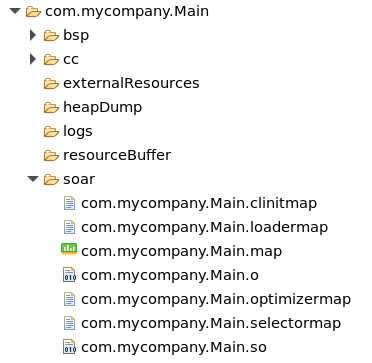 com.mycompany.Main
bsp
cc
externalResources
heapDump
logs
resourceBuffer
soar
com.mycompany.Main.clinitmap
com.mycompany.Main.loadermap
com.mycompany.Main.map
com.mycompany.Main.o
com.mycompany.Main.optimizermap
com.mycompany.Main.selectormap
com.mycompany.Main.so